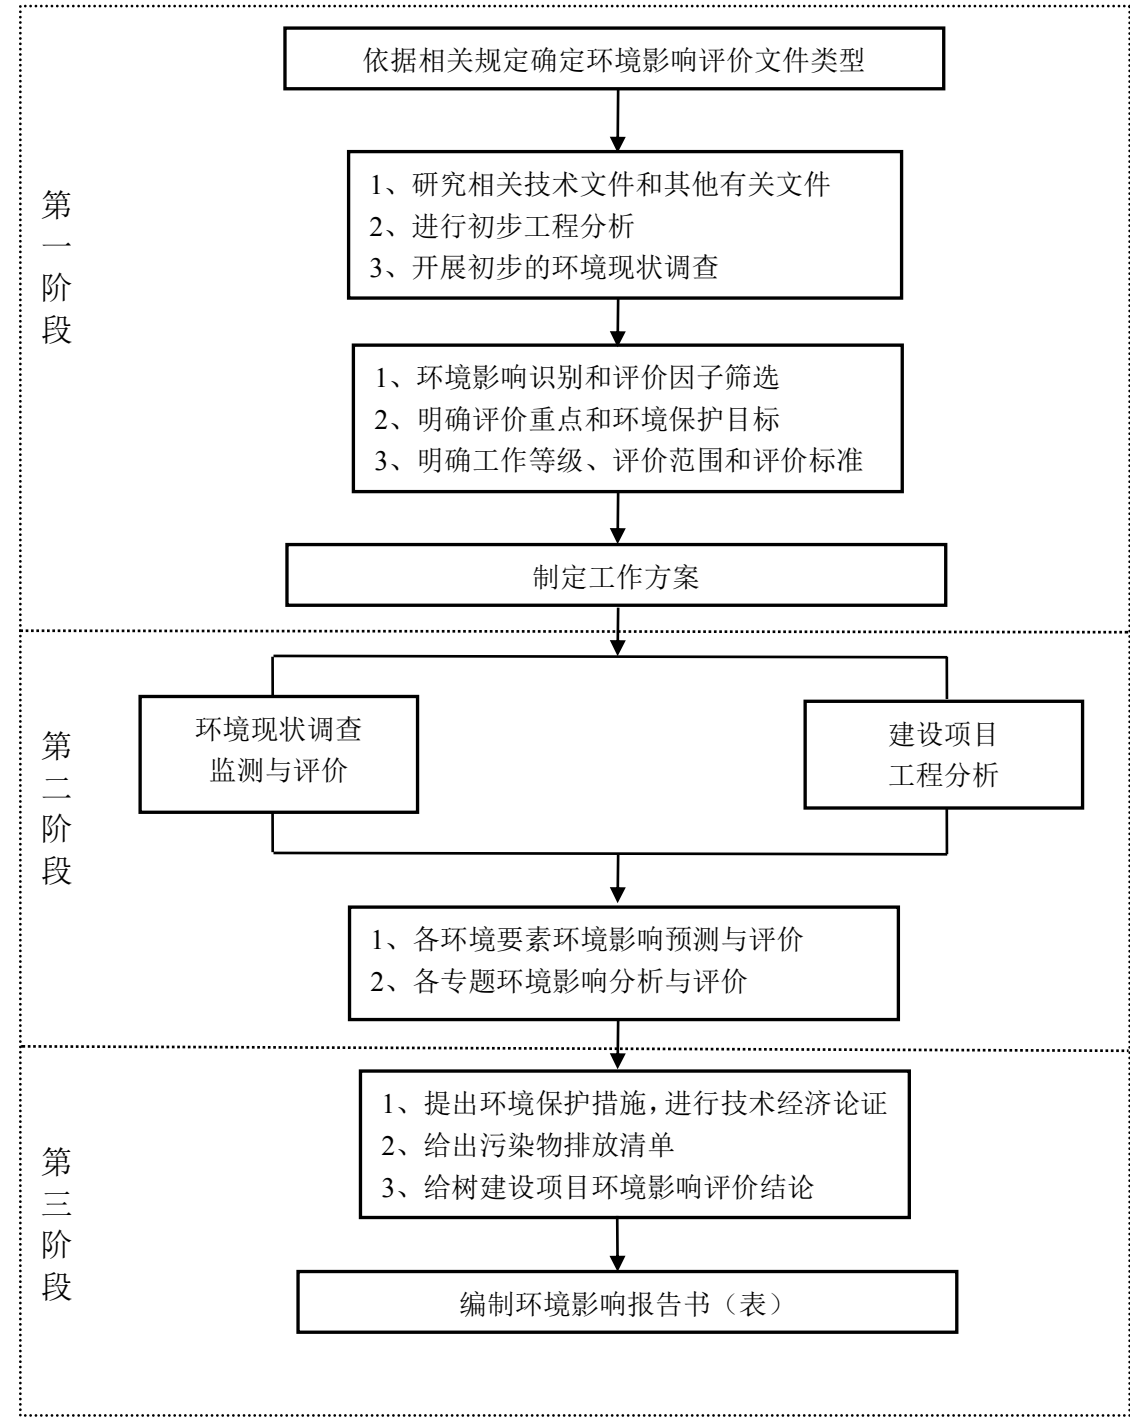 依据相关规定确定环境影响评价文件类型
第一阶段
1、研究相关技术文件和其他有关文件
2、进行初步工程分析
3、开展初步的环境现状调查
1、环境影响识别和评价因子筛选
2、明确评价重点和环境保护目标
3、明确工作等级、评价范围和评价标准
制定工作方案
第二阶段
环境现状调查
监测与评价
建设项目
工程分析
1、各环境要素环境影响预测与评价
2、各专题环境影响分析与评价
第三阶段
1、提出环境保护措施,进行技术经济论证
2、给出污染物排放清单
3、给树建设项目环境影响评价结论
编制环境影响报告书（表）